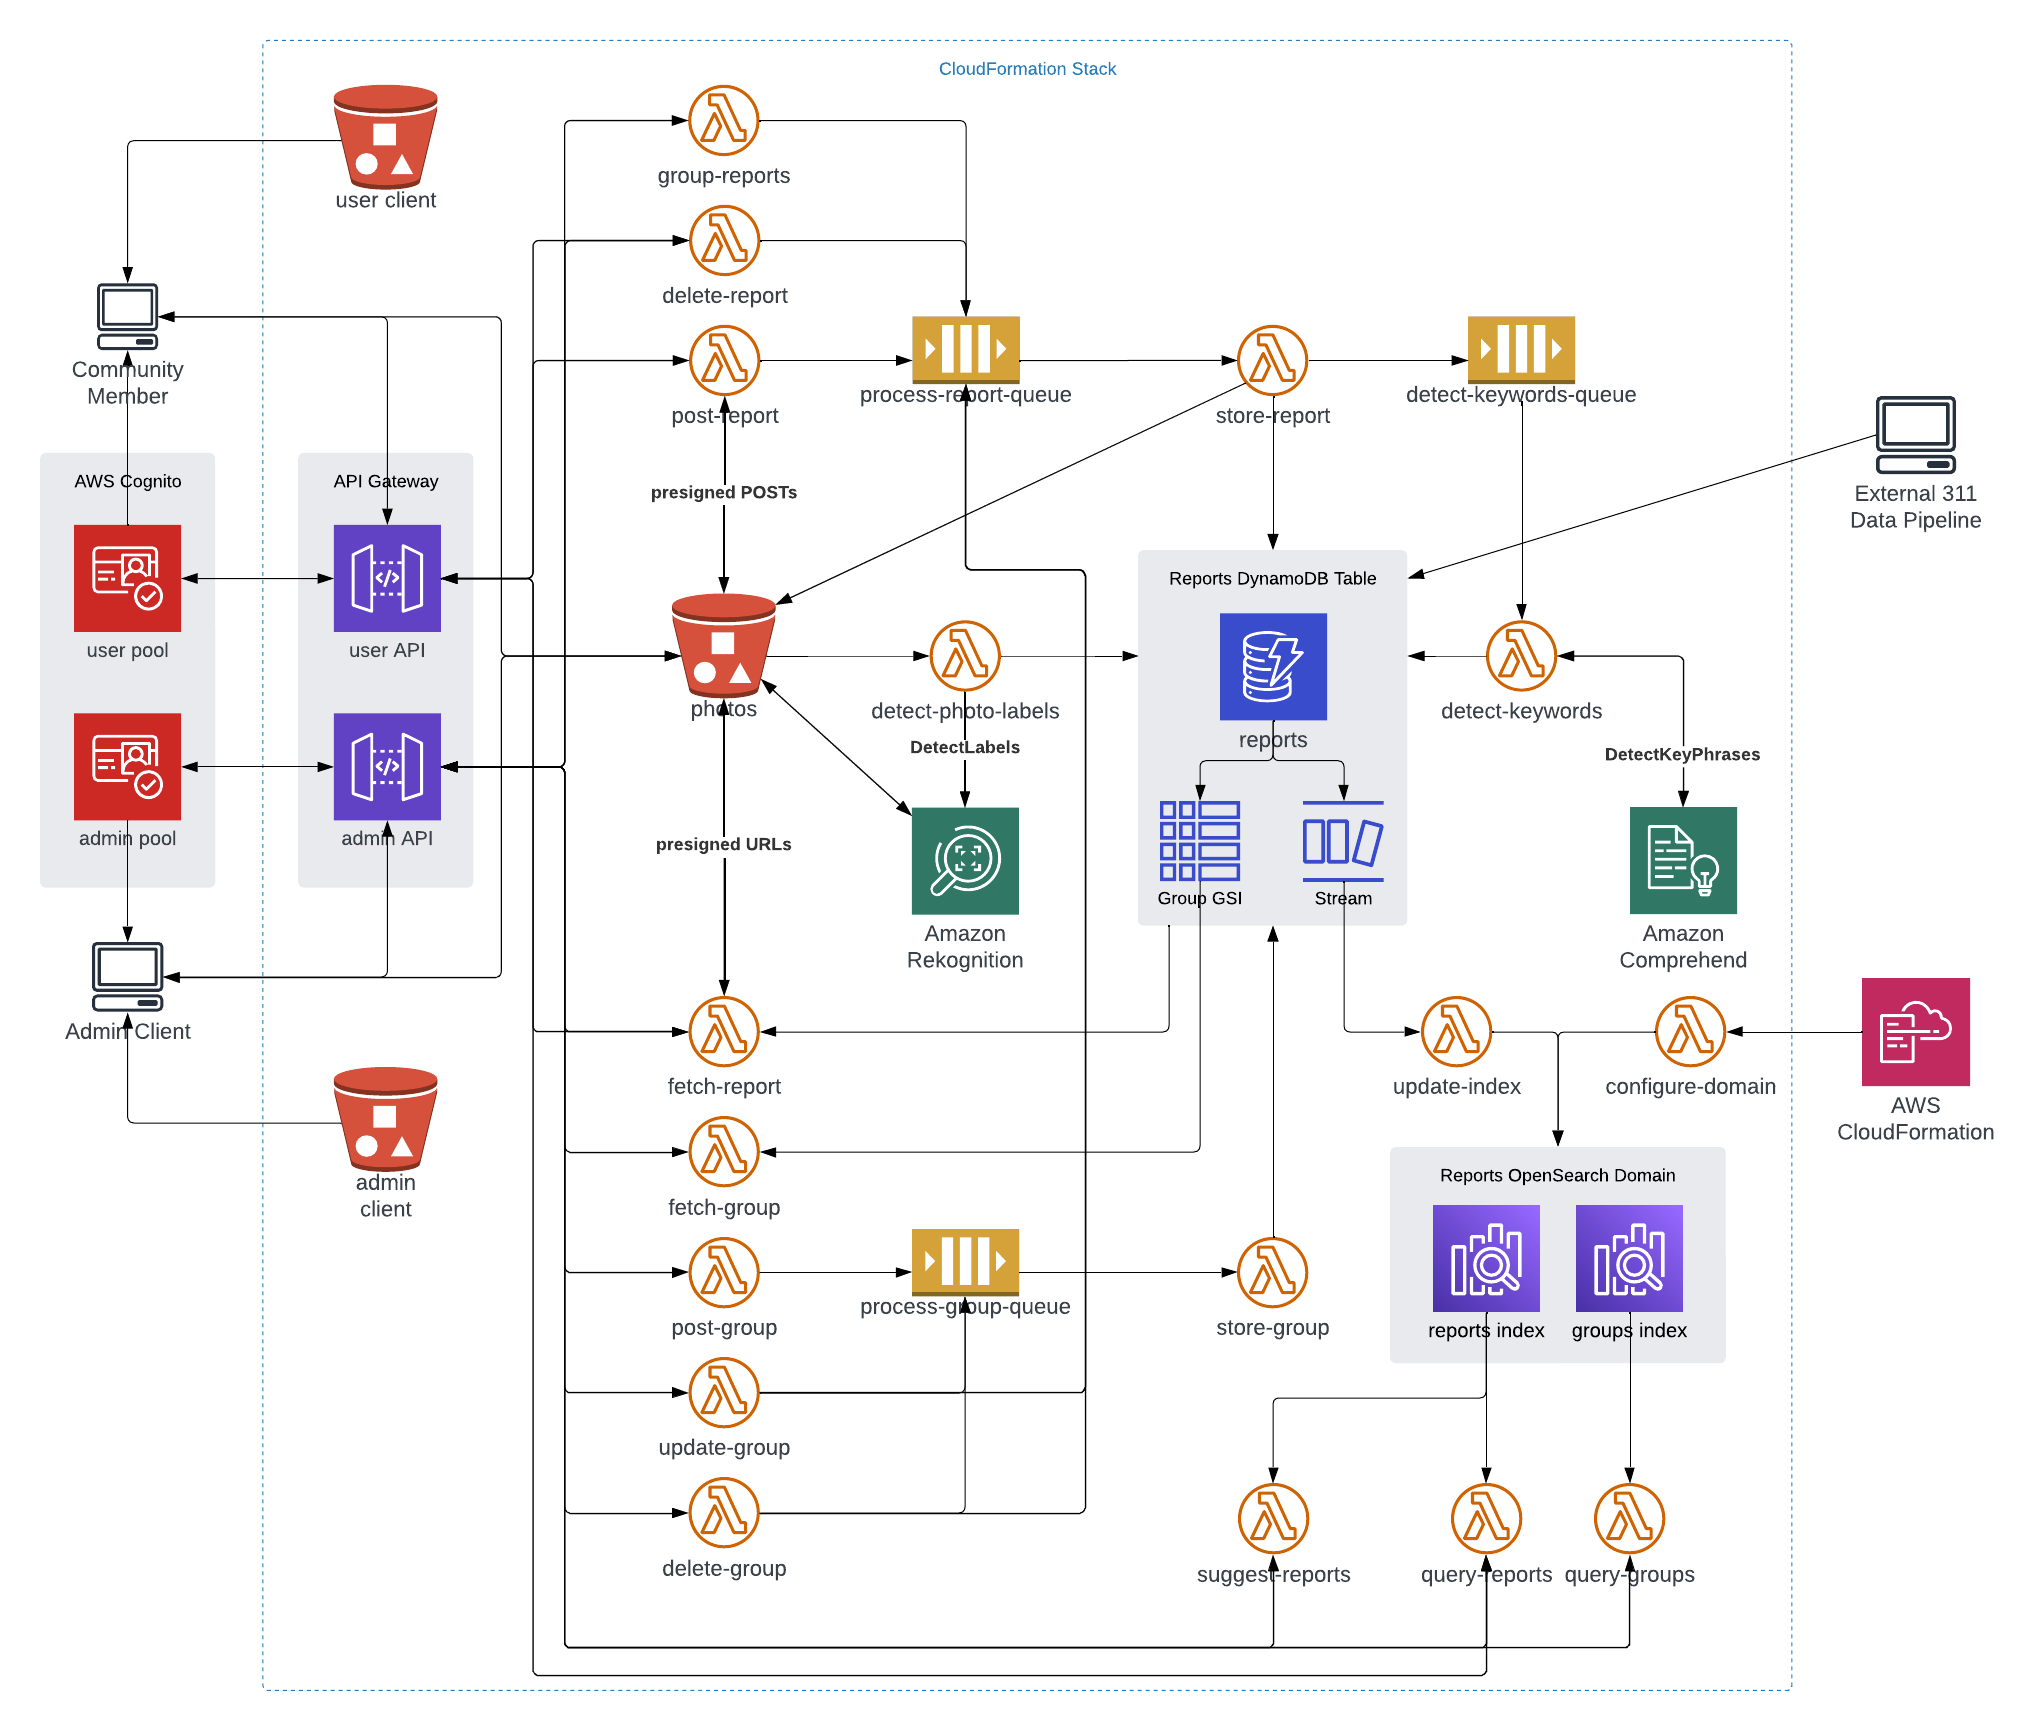 CloudFormation Stack
user client
group-reports
delete-report
Community
Member
post-report
process-report-queue
store-report
detect-keywords-queue
External 311
Data Pipeline
AWS Cognito
API Gateway
presigned POSTs
Reports DynamoDB Table
user pool
user API
photos
detect-photo-labels
reports
detect-keywords
DetectLabels
DetectKeyPhrases
admin pool
admin API
presigned URLs
Group GSI
Stream
Amazon
Rekognition
Amazon
Comprehend
Admin Client
fetch-report
update-index
configure-domain
AWS
CloudFormation
admin
client
fetch-group
Reports OpenSearch Domain
process-group-queue
post-group
store-group
reports index
groups index
update-group
delete-group
suggest-reports
query-reports
query-groups